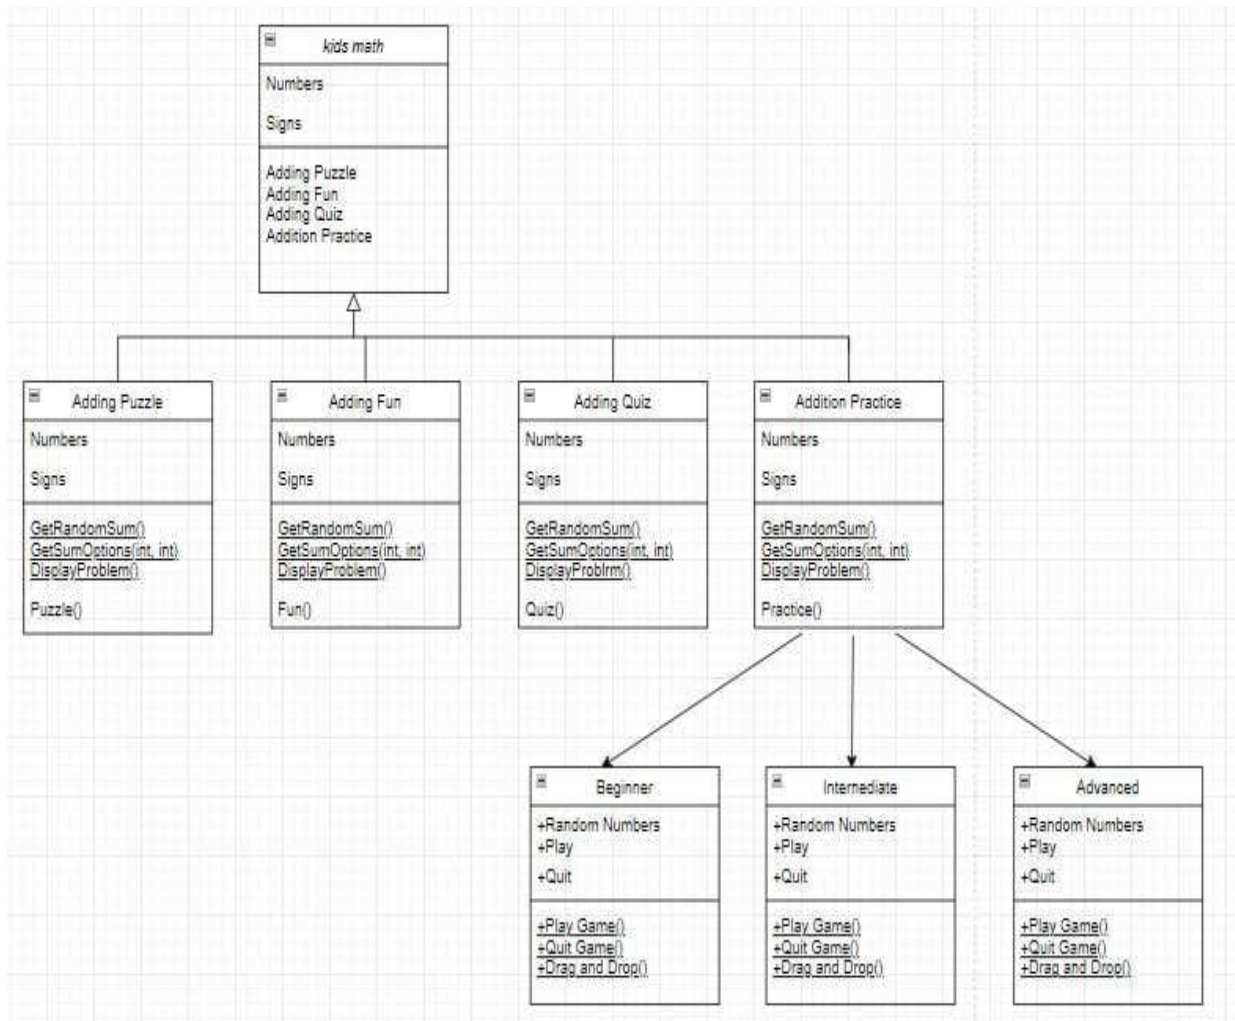 kids math
Numbers
Signs
Adding Puzzle
Adding Fun
Adding Quiz
Addition Practice
Adding Puzzle
Numbers
Signs
GetRandomSum()
GetSumOptions(int, int)
DisplayProblem()
Puzzle()
Adding Fun
Numbers
Signs
GetRandomSum()
GetSumOptions(int, int)
DisplayProblem()
Fun()
Adding Quiz
Numbers
Signs
GetRandomSum()
GetSumOptions(int, int)
DisplayProblrm()
Quiz()
Addition Practice
Numbers
Signs
GetRandomSum()
GetSumOptions(int, int)
DisplayProblem()
Practice()
Beginner
+Random Numbers
+Play
+Quit
+Play Game()
+Quit Game()
+Drag and Drop()
Internediate
+Random Numbers
+Play
+Quit
+Play Game()
+Quit Game()
+Drag and Drop()
Advanced
+Random Numbers
+Play
+Quit
+Play Game()
+Quit Game()
+Drag and Drop()